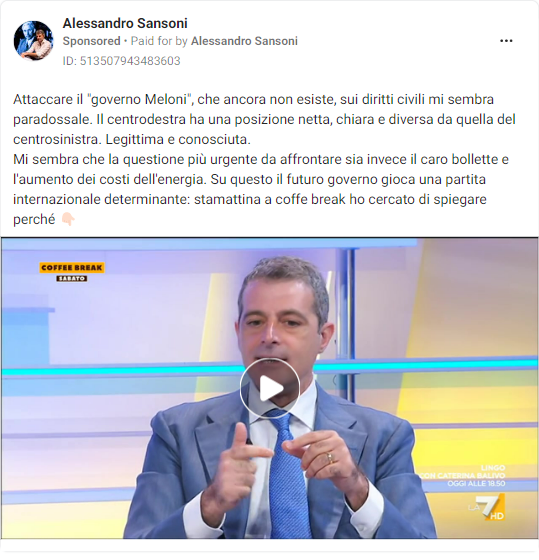 Alessandro Sansoni
Sponsored • Paid for by Alessandro Sansoni
ID: 513507943483603
Attaccare il "governo Meloni", che ancora non esiste, sui diritti civili mi sembra
paradossale. Il centrodestra ha una posizione netta, chiara e diversa da quella del
centrosinistra. Legittima e conosciuta.
Mi sembra che la questione più urgente da affrontare sia invece il caro bollette e
l'aumento dei costi dell'energia. Su questo il futuro governo gioca una partita
internazionale determinante: stamattina a coffe break ho cercato di spiegare
perché 👇🏻
COFFEE BREAK
SABATO
LINGO
CON CATERINA BALIVO
OGGI ALLE 18.50
LA7 HD